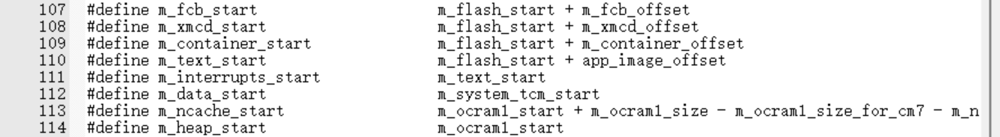 107 #define m_fcb_start m_flash_start + m_fcb_offset
108 #define m_xmcd_start m_flash_start + m_xmcd_offset
109 #define m_container_start m_flash_start + m_container_offset
110 #define m_text_start m_flash_start + app_image_offset
111 #define m_interrupts_start m_text_start
112 #define m_data_start m_system_tcm_start
113 #define m_ncache_start m_ocram1_start + m_ocram1_size - m_ocram1_size_for_cm7 - m_n
114 #define m_heap_start m_ocram1_start